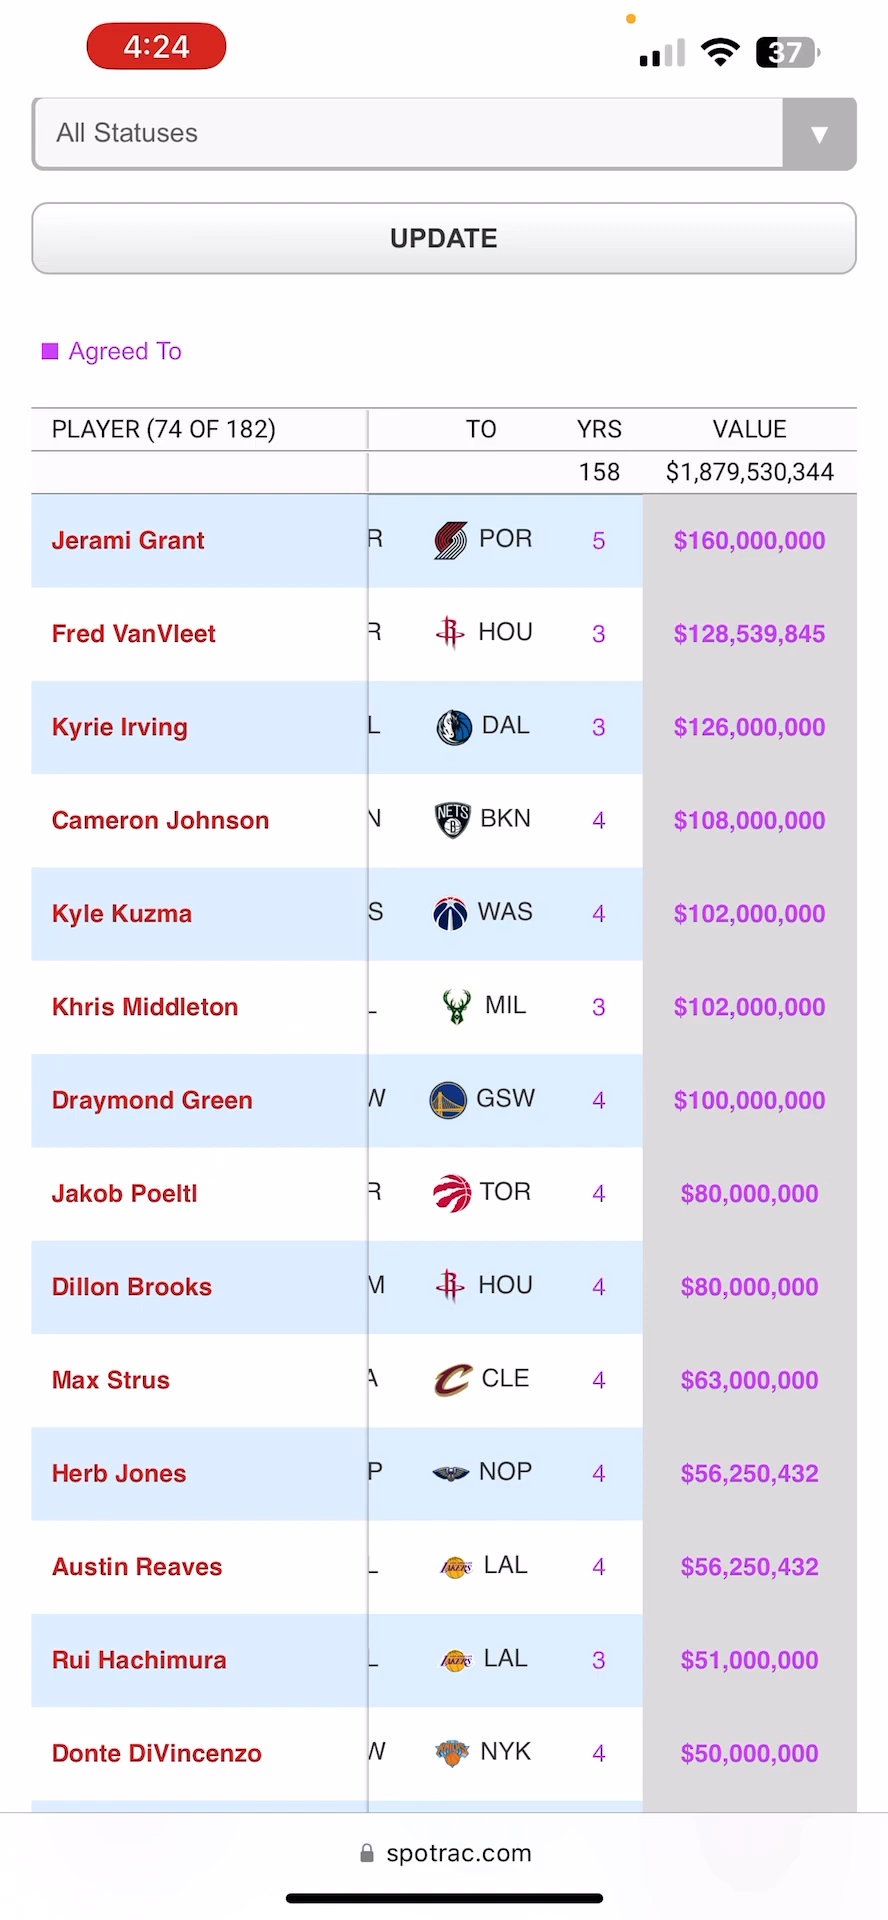 4:24
37
All Statuses
UPDATE
Agreed To
PLAYER (74 OF 182) TO YRS VALUE
158 $1,879,530,344
Jerami Grant R POR 5 $160,000,000
Fred VanVleet R HOU 3 $128,539,845
Kyrie Irving L DAL 3 $126,000,000
Cameron Johnson N NETS B BKN 4 $108,000,000
Kyle Kuzma S WAS 4 $102,000,000
Khris Middleton L MIL 3 $102,000,000
Draymond Green W GSW 4 $100,000,000
Jakob Poeltl R TOR 4 $80,000,000
Dillon Brooks M HOU 4 $80,000,000
Max Strus A CLE 4 $63,000,000
Herb Jones P NOP 4 $56,250,432
Austin Reaves L LAKERS LAL 4 $56,250,432
Rui Hachimura L LAKERS LAL 3 $51,000,000
Donte DiVincenzo W NYK 4 $50,000,000
spotrac.com